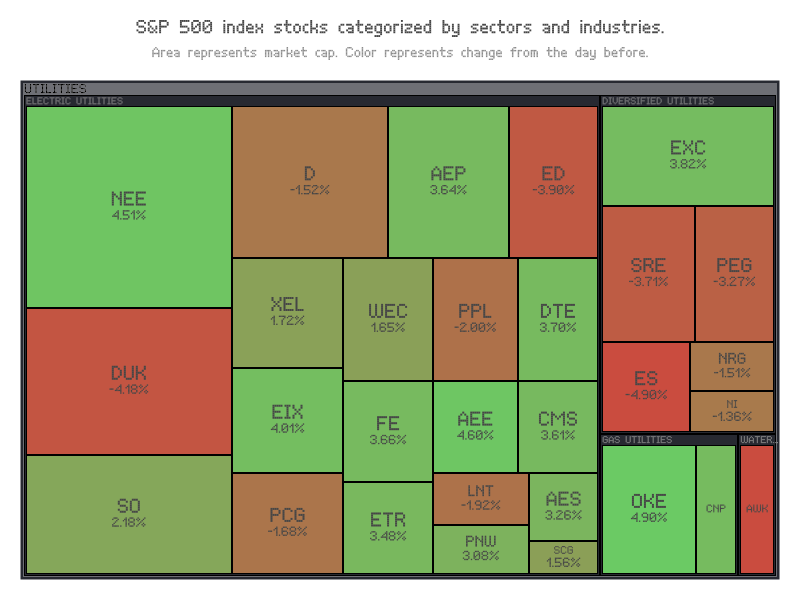 S&P 500 index stocks categorized by sectors and industries.
Area represents market cap. Color represents change from the day before.
UTILITIES
ELECTRIC UTILITIES
NEE
4.51%
DUK
-4.18%
SO
2.18%
D
-1.52%
AEP
3.64%
ED
-3.90%
XEL
1.72%
EIX
4.01%
PCG
-1.68%
WEC
1.65%
FE
3.66%
ETR
3.48%
PPL
-2.00%
DTE
3.70%
AEE
4.60%
CMS
3.61%
LNT
-1.92%
PNW
3.08%
AES
3.26%
SCG
1.56%
DIVERSIFIED UTILITIES
EXC
3.82%
SRE
-3.71%
PEG
-3.27%
ES
-4.90%
NRG
-1.51%
NI
-1.36%
GAS UTILITIES
OKE
4.90%
CNP
WATER...
AWK